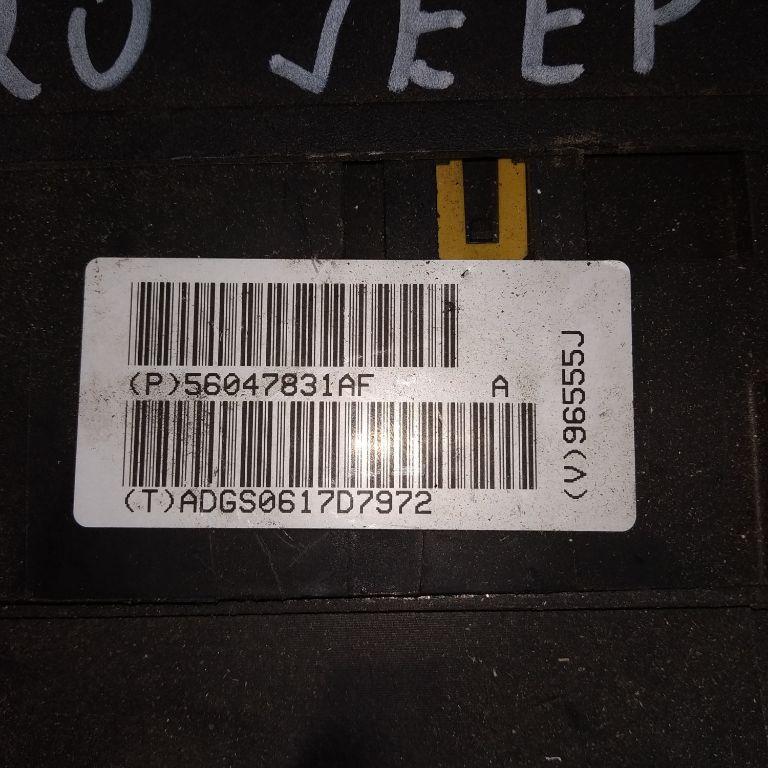 JEEP
(P)56047831AF A
(T)ADGS0617D7972
(V)96555J